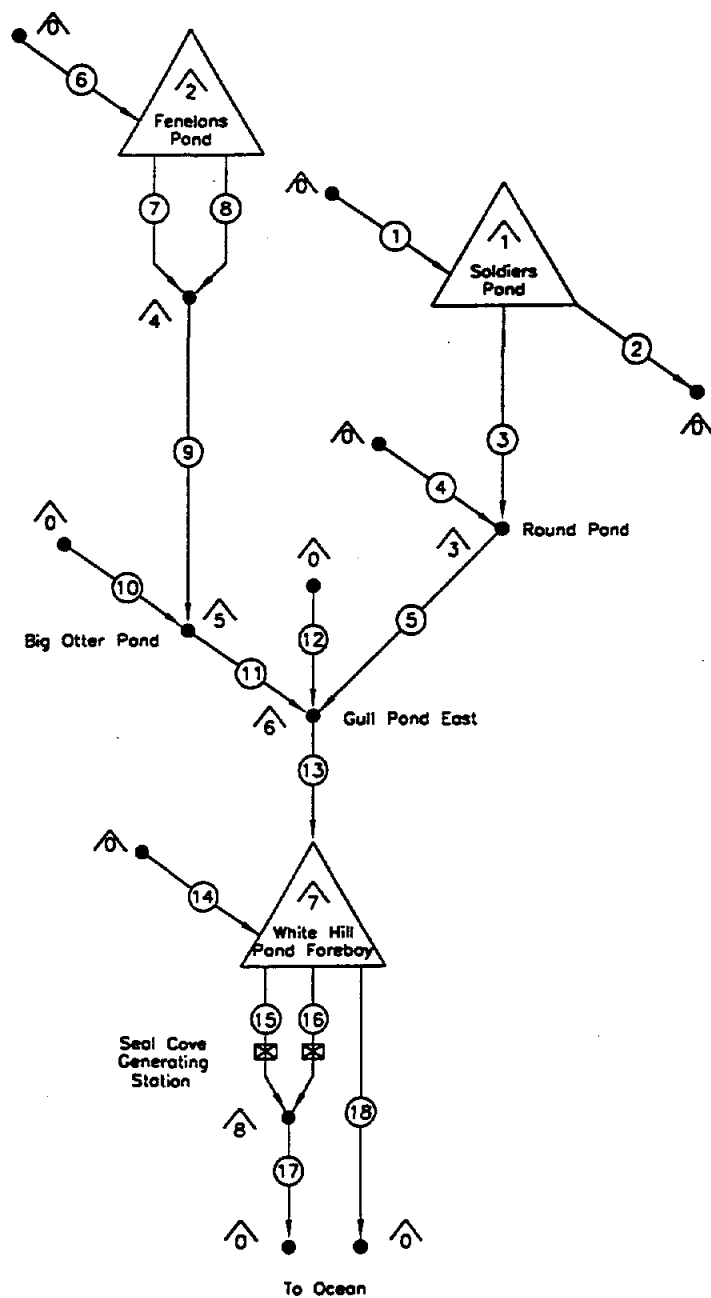 0
6
2
Fenelons
Pond
7
8
4
0
1
1
Soldiers
Pond
2
0
9
3
0
4
Round Pond
3
0
10
5
Big Otter Pond
11
0
12
5
6
Gull Pond East
13
0
14
7
White Hill
Pond Forebay
15
16
Seal Cove
Generating
Station
8
18
17
0
0
To Ocean